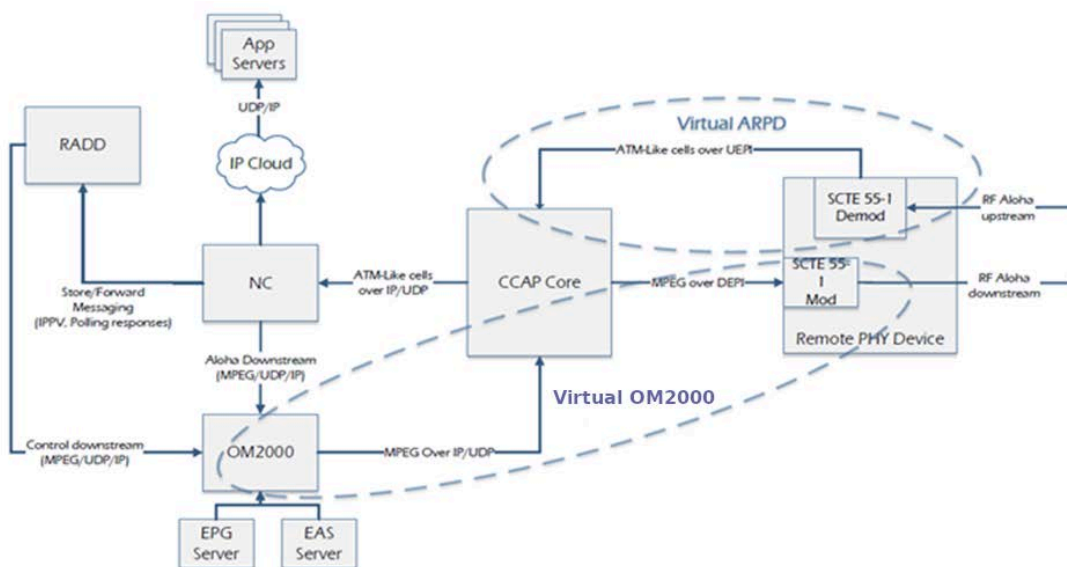 App
Servers
UDP/IP
IP Cloud
RADD
Virtual ARPD
ATM-Like cells over UEPI
SCTE 55-1
Demod
RF Aloha
upstream
NC
ATM-Like cells
over IP/UDP
CCAP Core
MPEG over DEPI
SCTE 55-
1
Mod
RF Aloha
downstream
Remote PHY Device
Store/Forward
Messaging
(IPPV, Polling responses)
Aloha Downstream
(MPEG/UDP/IP)
Virtual OM2000
Control downstream
(MPEG/UDP/IP)
OM2000
MPEG Over IP/UDP
EPG
Server
EAS
Server